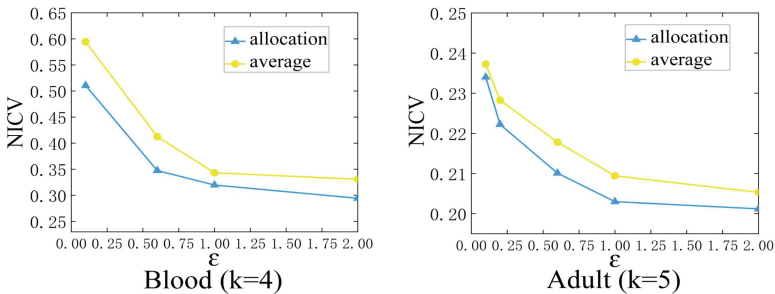 0.65
0.60
0.55
0.50
0.45
0.40
0.35
0.30
0.25
NICV
allocation
average
0.00 0.25 0.50 0.75 1.00 1.25 1.50 1.75 2.00
ε
Blood (k=4)
0.25
0.24
0.23
0.22
0.21
0.20
NICV
allocation
average
0.00 0.25 0.50 0.75 1.00 1.25 1.50 1.75 2.00
ε
Adult (k=5)